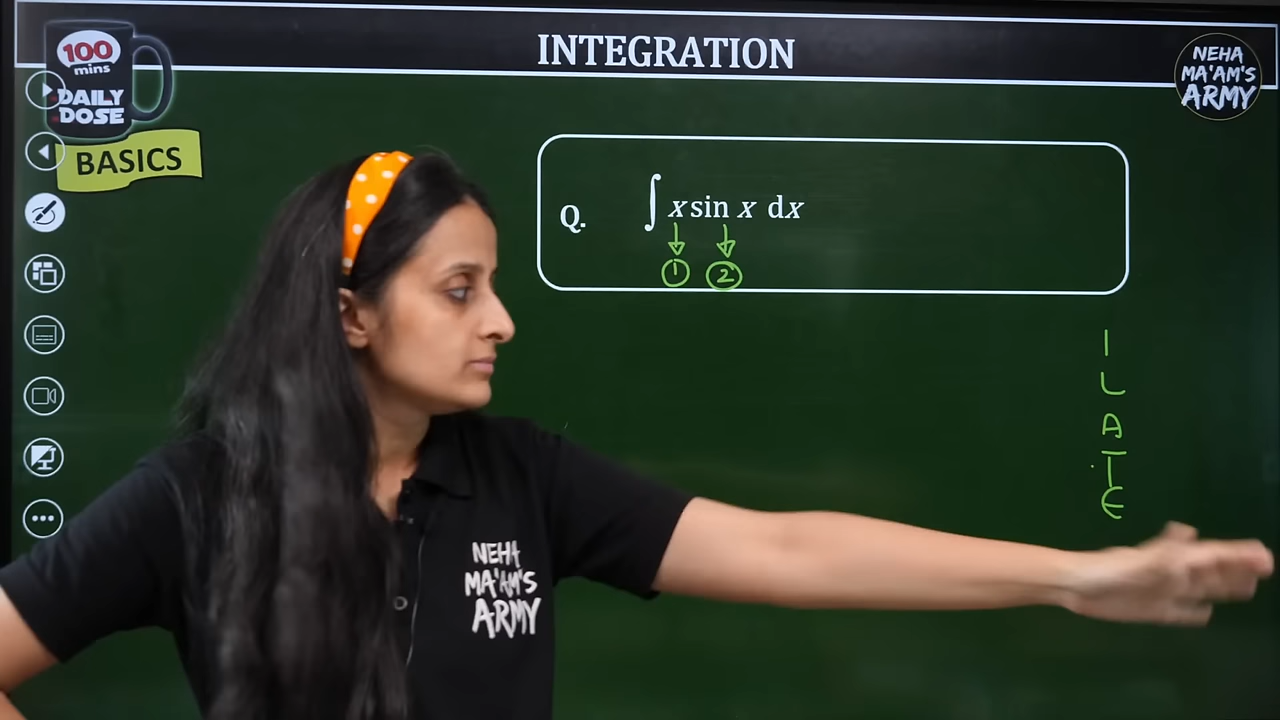 INTEGRATION
100
mins
DAILY
DOSE
BASICS
NEHA
MA'AM'S
ARMY
Q. ∫ x sin x dx
① ②
I
L
A
T
E
NEHA
MA'AM'S
ARMY